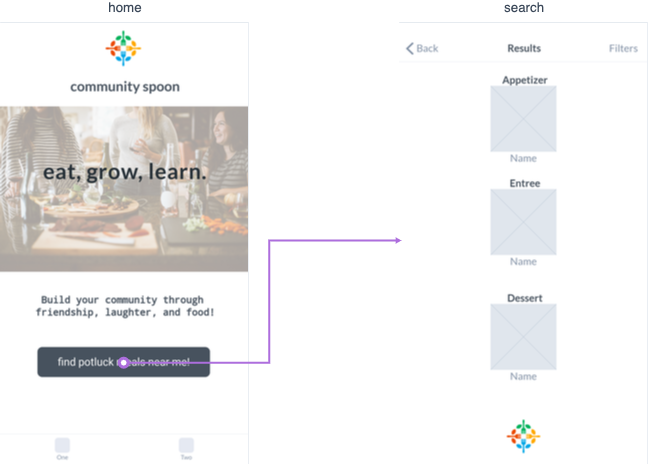 home
search
community spoon
eat, grow, learn.
Build your community through
friendship, laughter, and food!
find potluck meals near me!
One
Two
Back
Results
Filters
Appetizer
Name
Entree
Name
Dessert
Name